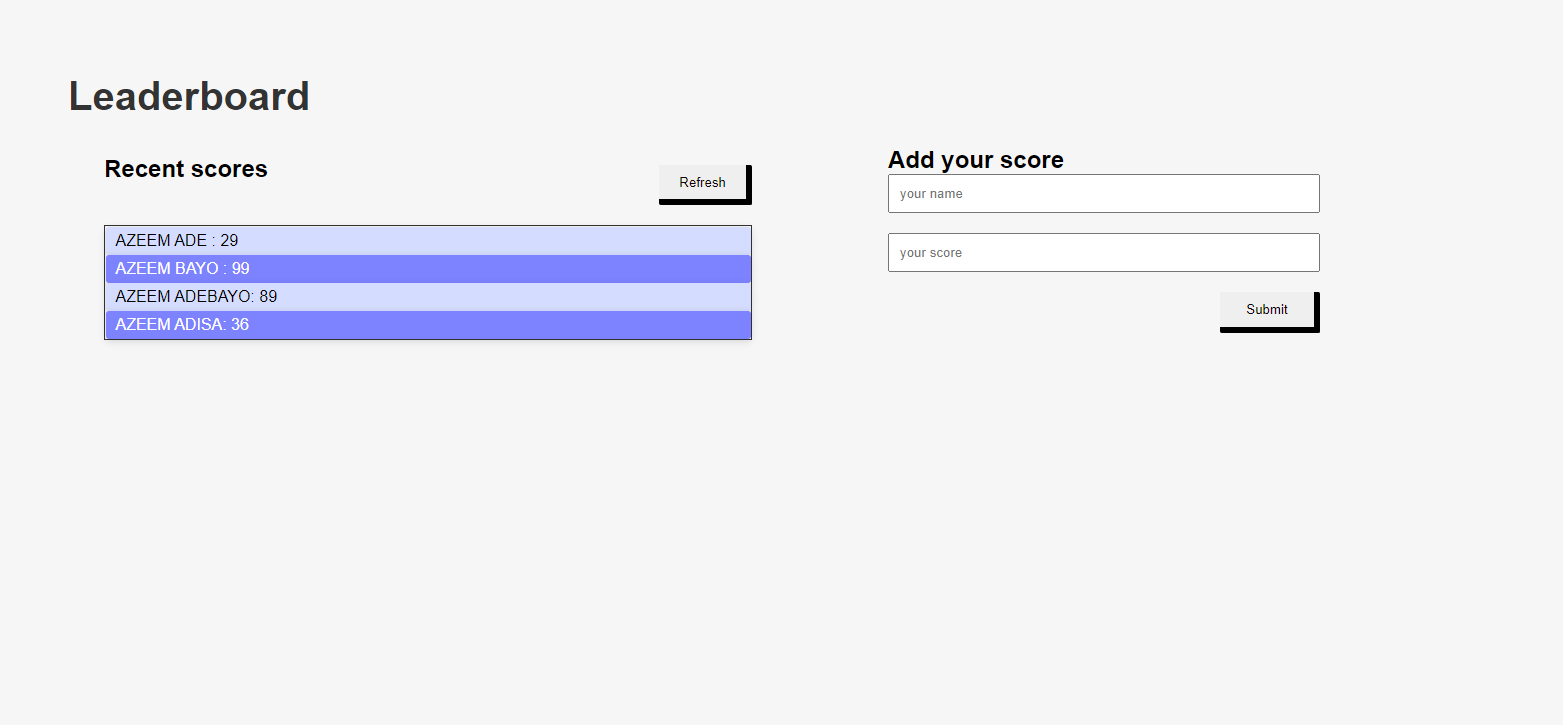 Leaderboard
Recent scores
Refresh
AZEEM ADE : 29
AZEEM BAYO : 99
AZEEM ADEBAYO: 89
AZEEM ADISA: 36
Add your score
your name
your score
Submit